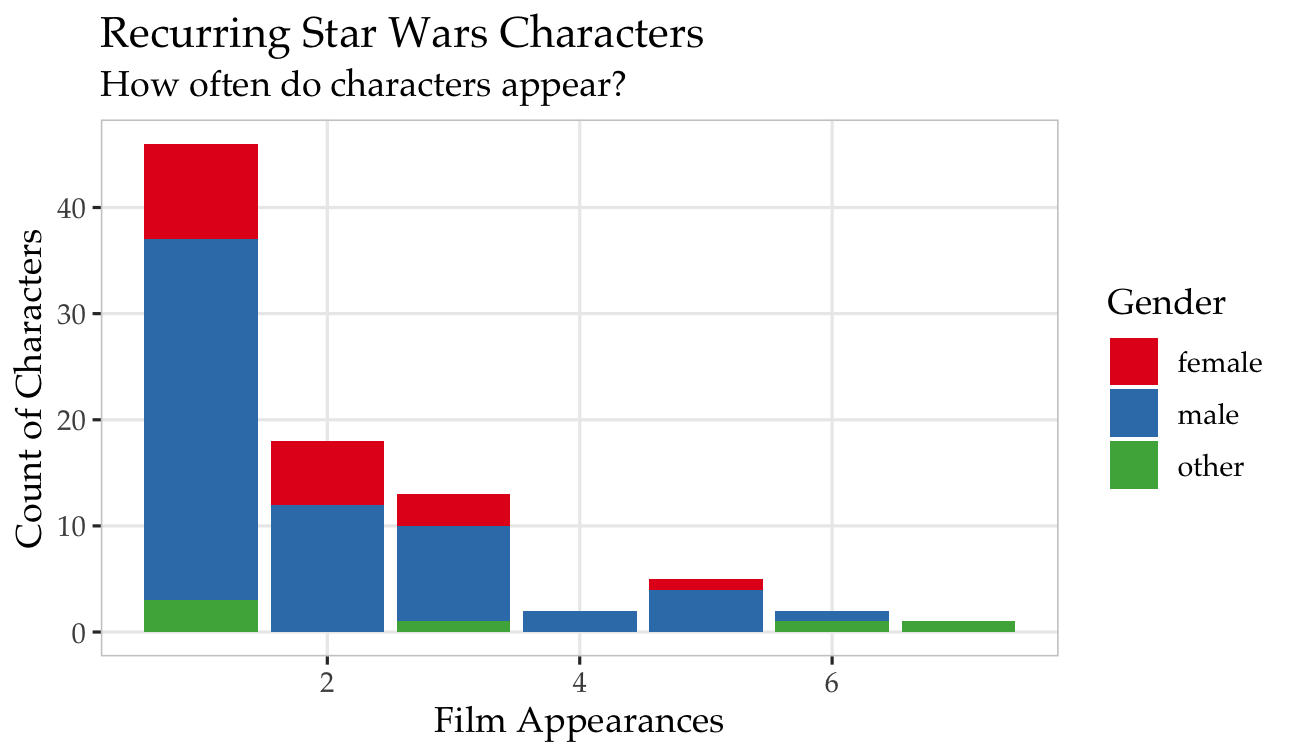 Recurring Star Wars Characters
How often do characters appear?
Count of Characters
40
30
20
10
0
2 4 6
Film Appearances
Gender
female
male
other